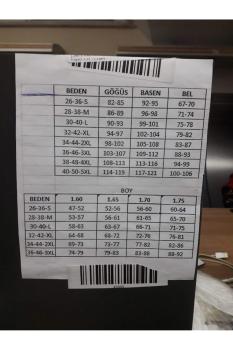 BEDEN GÖĞÜS BASEN BEL
26-36-S 82-85 92-95 67-70
28-38-M 86-89 96-98 71-74
30-40-L 90-93 99-101 75-78
32-42-XL 94-97 102-104 79-82
34-44-2XL 98-102 105-108 83-87
36-46-3XL 103-107 109-112 88-93
38-48-4XL 108-113 113-116 94-99
40-50-5XL 114-119 117-121 100-106
BOY
BEDEN 1.60 1.65 1.70 1.75
26-36-S 47-52 52-56 56-60 60-64
28-38-M 53-57 56-61 61-65 65-70
30-40-L 58-63 63-67 66-71 71-75
32-42-XL 64-68 68-72 72-76 76-81
34-44-2XL 69-73 73-77 77-82 82-86
36-46-3XL 74-79 79-83 83-88 88-92